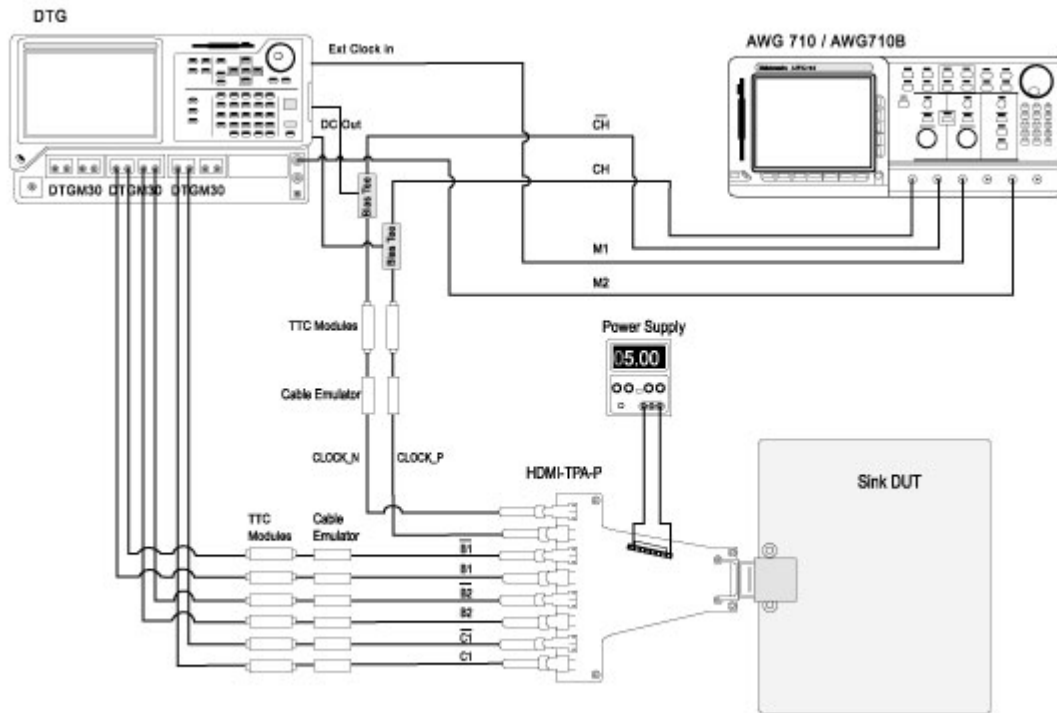 DTG
Ext Clock in
AWG 710 / AWG710B
DC Out
CH
CH
DTGM30 DTGM30 DTGM30
Bias Tee
Bias Tee
M1
M2
TTC Modules
Power Supply
05.00
Cable Emulator
CLOCK_N
CLOCK_P
HDMI-TPA-P
Sink DUT
TTC
Modules
Cable
Emulator
B1
B1
B2
B2
C1
C1